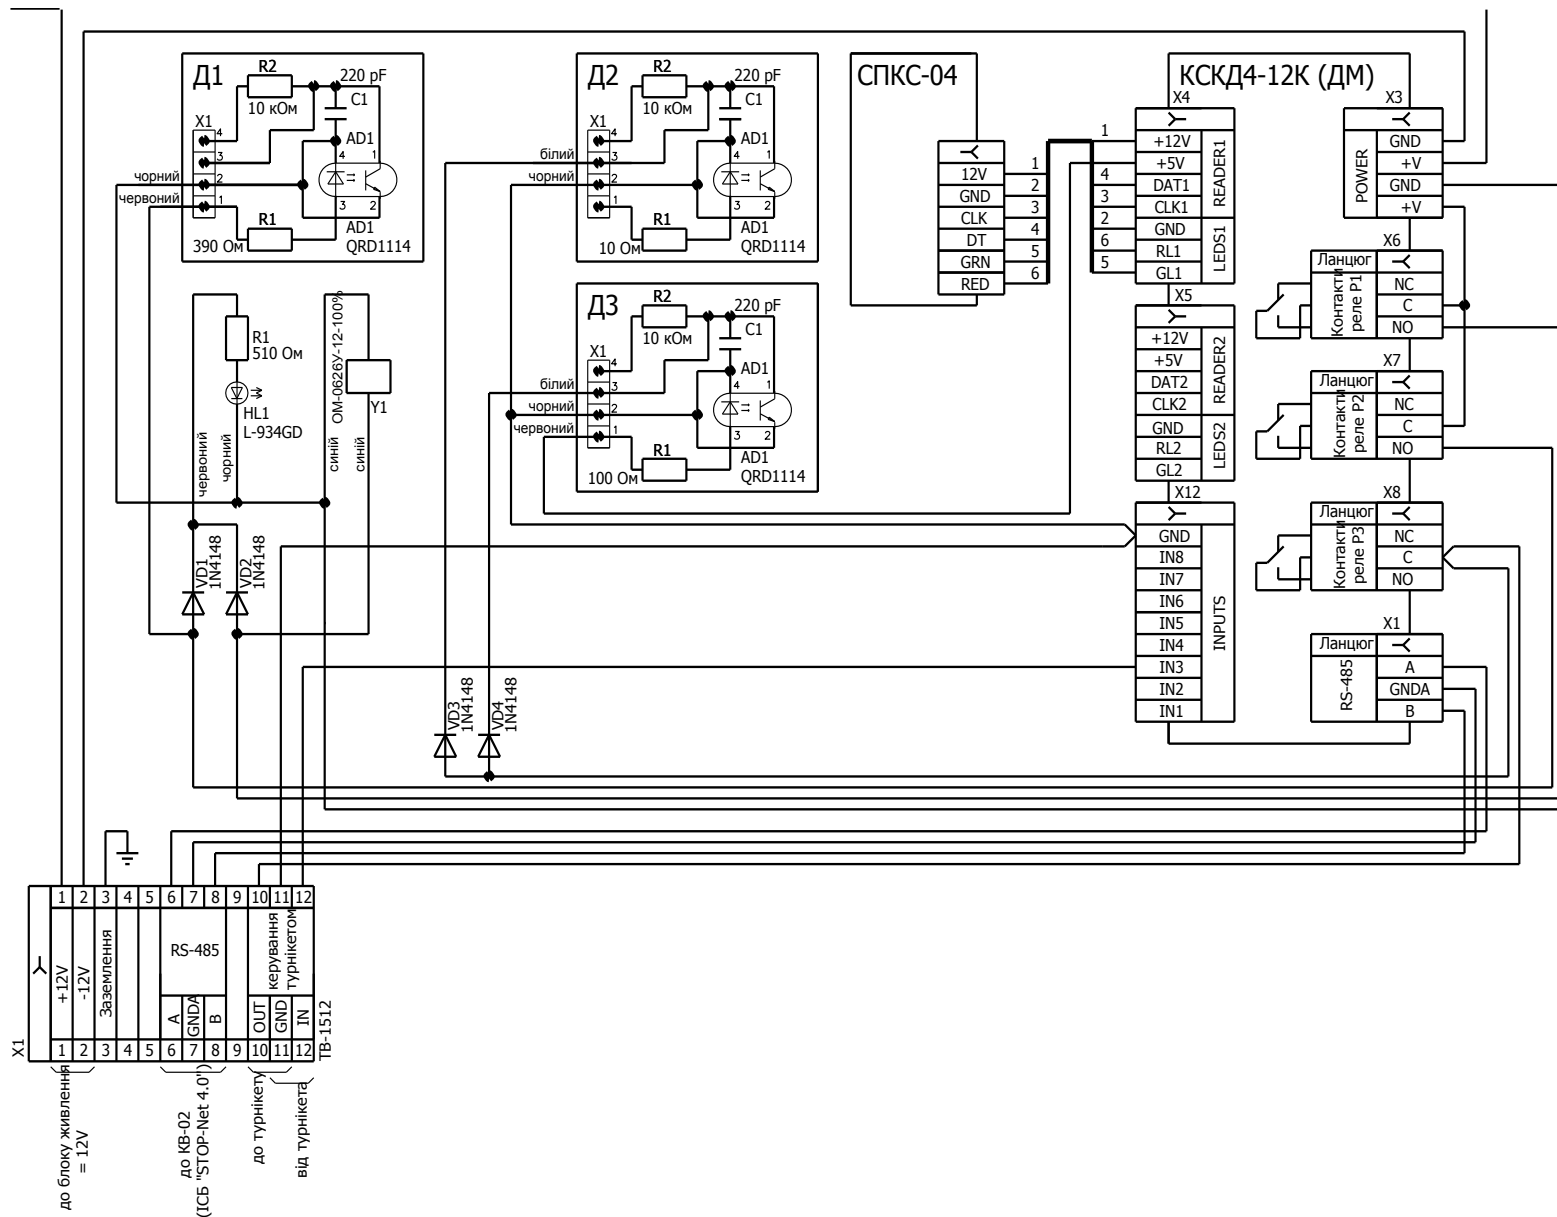 Д1
R2
220 pF
10 кОм
C1
X1
AD1
4
3
2
1
4
1
3
2
чорний
червоний
R1
390 Ом
AD1
QRD1114
Д2
R2
220 pF
10 кОм
C1
X1
AD1
4
3
2
1
4
1
3
2
білий
чорний
R1
10 Ом
AD1
QRD1114
Д3
R2
220 pF
10 кОм
C1
X1
AD1
4
3
2
1
4
1
3
2
білий
чорний
червоний
R1
100 Ом
AD1
QRD1114
R1
510 Ом
HL1
L-934GD
ОМ-0626У-12-100%
Y1
червоний
чорний
синій
синій
VD1
1N4148
VD2
1N4148
VD3
1N4148
VD4
1N4148
СПКС-04
12V
GND
CLK
DT
GRN
RED
1
2
3
4
5
6
1
4
3
2
6
5
КСКД4-12К (ДМ)
X4
+12V
+5V
DAT1
CLK1
GND
RL1
GL1
READER1
LEDS1
X5
+12V
+5V
DAT2
CLK2
GND
RL2
GL2
READER2
LEDS2
X12
GND
IN8
IN7
IN6
IN5
IN4
IN3
IN2
IN1
INPUTS
X3
POWER
GND
+V
GND
+V
X6
Ланцюг
Контакти
реле Р1
NC
C
NO
X7
Ланцюг
Контакти
реле Р2
NC
C
NO
X8
Ланцюг
Контакти
реле Р3
NC
C
NO
X1
Ланцюг
RS-485
A
GNDA
B
1 2 3 4 5 6 7 8 9 10 11 12
+12V
-12V
Заземлення
RS-485
A
GNDA
B
керування
турнікетом
OUT
GND
IN
1 2 3 4 5 6 7 8 9 10 11 12
X1
TB-1512
до блоку живлення
= 12V
до КВ-02
(ІСБ "STOP-Net 4.0")
до турнікету
від турнікета